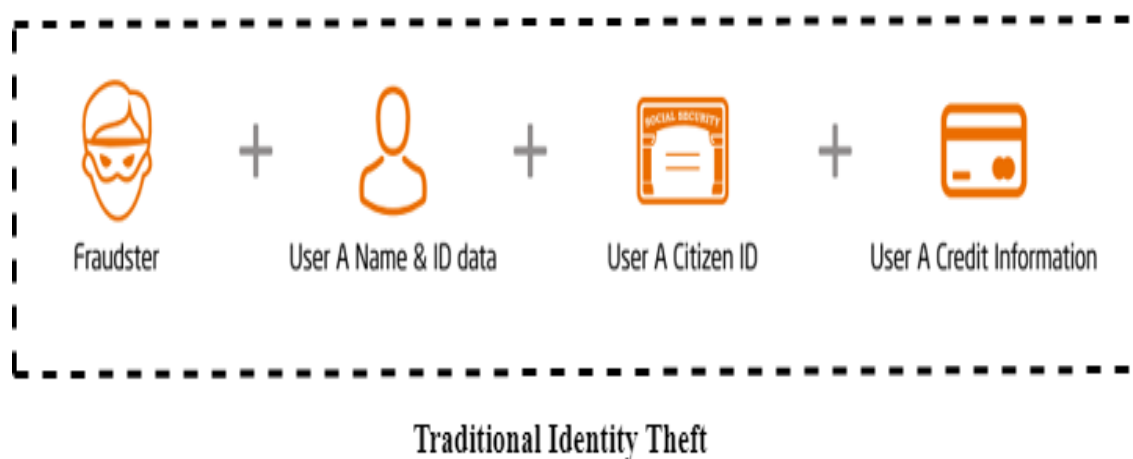 SOCIAL SECURITY
Fraudster
User A Name & ID data
User A Citizen ID
User A Credit Information
Traditional Identity Theft